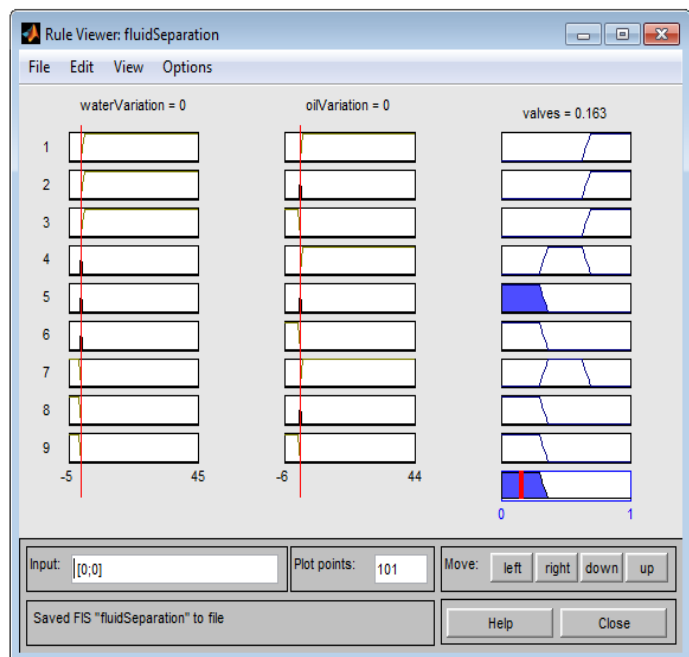 Rule Viewer: fluidSeparation
File Edit View Options
waterVariation = 0 oilVariation = 0 valves = 0.163
1
2
3
4
5
6
7
8
9
-5 45 -6 44
0 1
Input: [0;0] Plot points: 101 Move: left right down up
Saved FIS "fluidSeparation" to file
Help Close